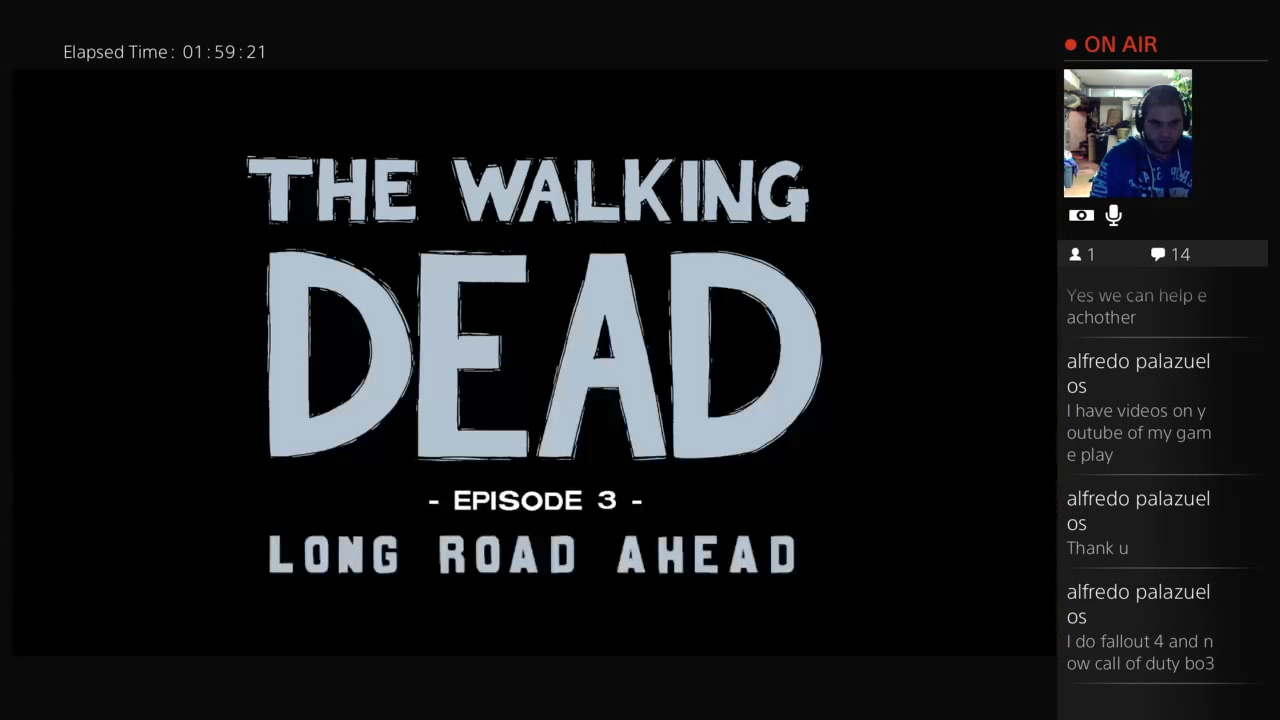 Elapsed Time: 01:59:21
ON AIR
THE WALKING
DEAD
- EPISODE 3 -
LONG ROAD AHEAD
1
14
Yes we can help e
achother
alfredo palazuel
os
I have videos on y
outube of my gam
e play
alfredo palazuel
os
Thank u
alfredo palazuel
os
I do fallout 4 and n
ow call of duty bo3